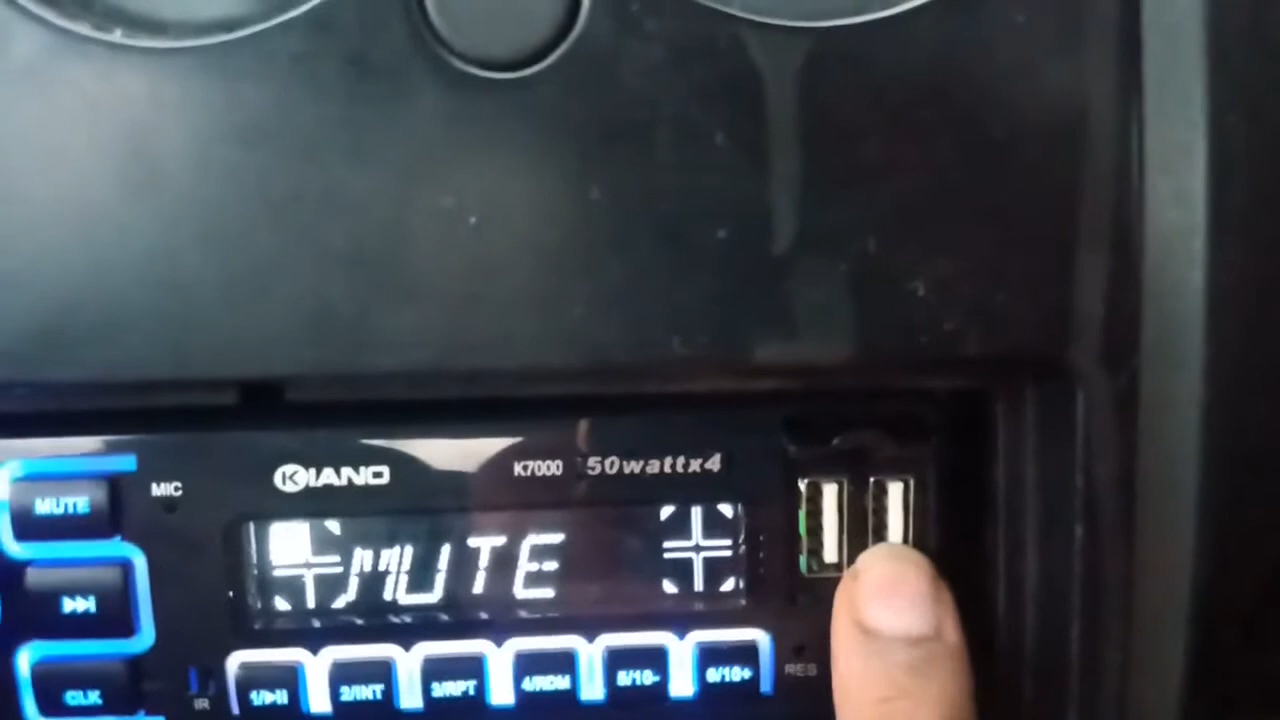 KIANO
K7000 50wattx4
MIC
MUTE
MUTE
CLK
IR
1/
2/INT
3/RPT
4/RDM
5/10-
6/10+
RES